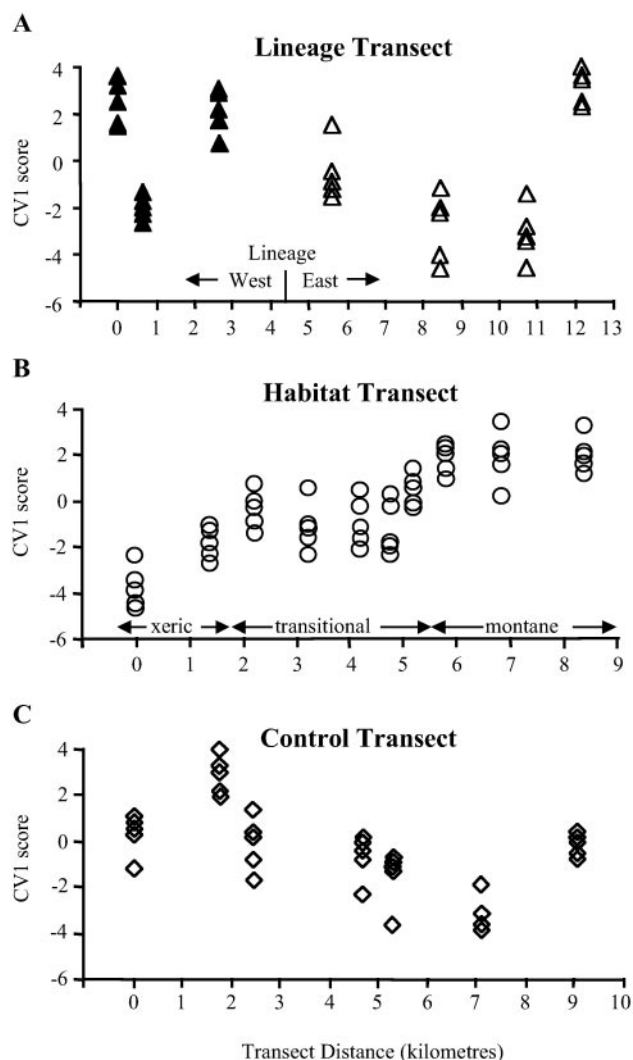 A
Lineage Transect
4
2
0
-2
-4
-6
CV1 score
Lineage
West East
0 1 2 3 4 5 6 7 8 9 10 11 12 13
B
Habitat Transect
4
2
0
-2
-4
-6
CV1 score
xeric transitional montane
0 1 2 3 4 5 6 7 8 9
C
Control Transect
4
2
0
-2
-4
-6
CV1 score
0 1 2 3 4 5 6 7 8 9 10
Transect Distance (kilometres)